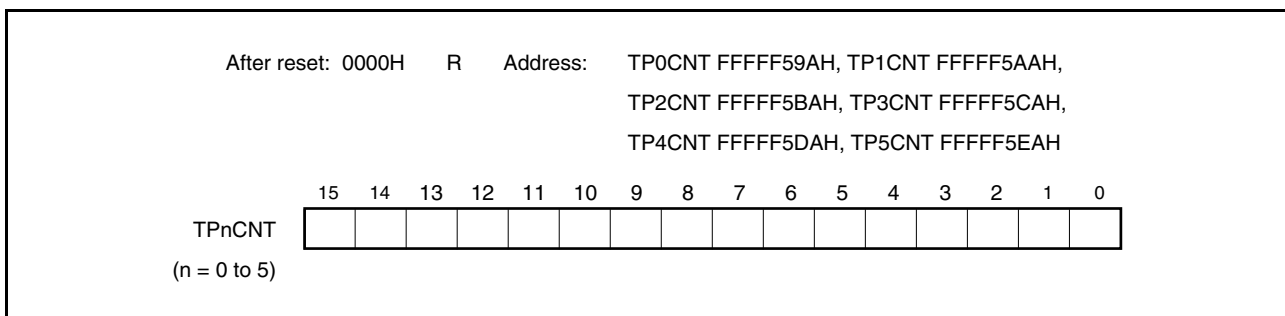 After reset: 0000H R Address: TP0CNT FFFFF59AH, TP1CNT FFFFF5AAH,
TP2CNT FFFFF5BAH, TP3CNT FFFFF5CAH,
TP4CNT FFFFF5DAH, TP5CNT FFFFF5EAH
15 14 13 12 11 10 9 8 7 6 5 4 3 2 1 0
TPnCNT
(n = 0 to 5)